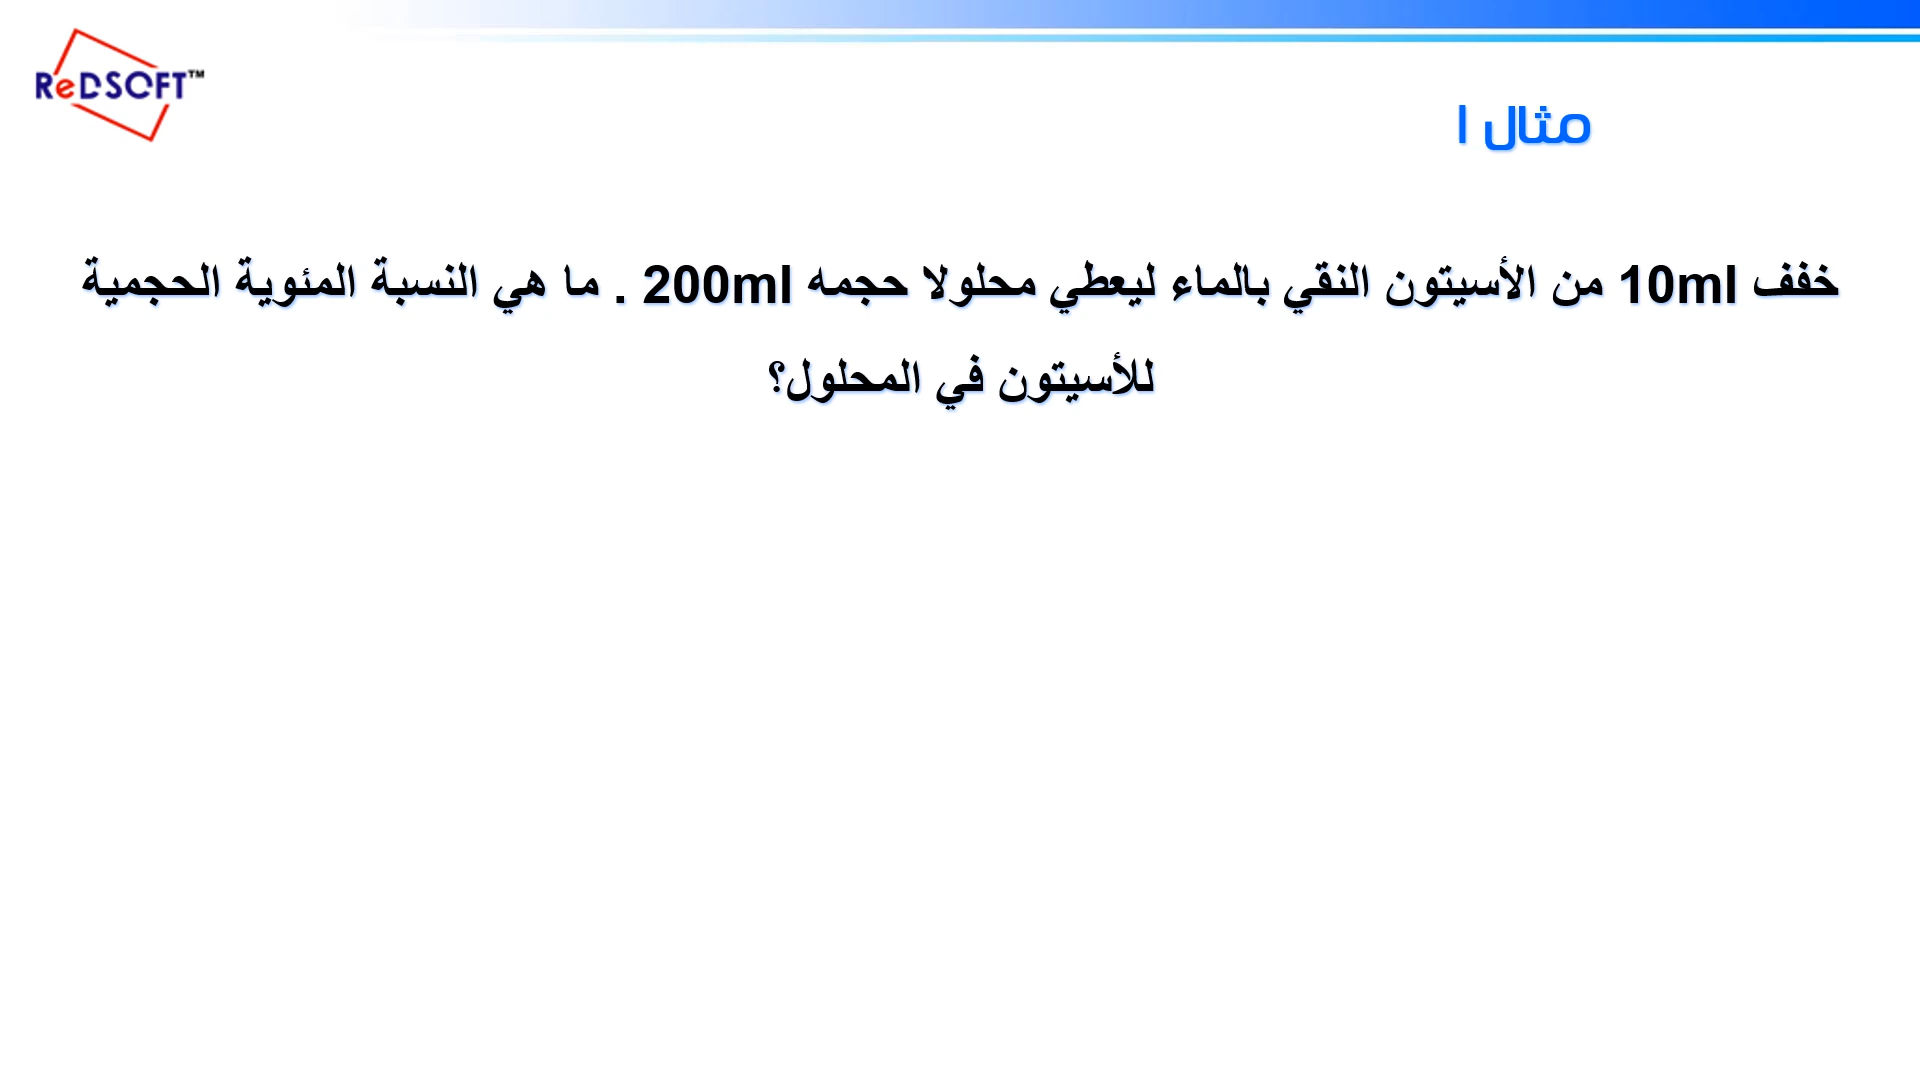 ReDSOFT™
مثال ١
خفف 10ml من الأسيتون النقي بالماء ليعطي محلولا حجمه 200ml . ما هي النسبة المئوية الحجمية
للأسيتون في المحلول؟